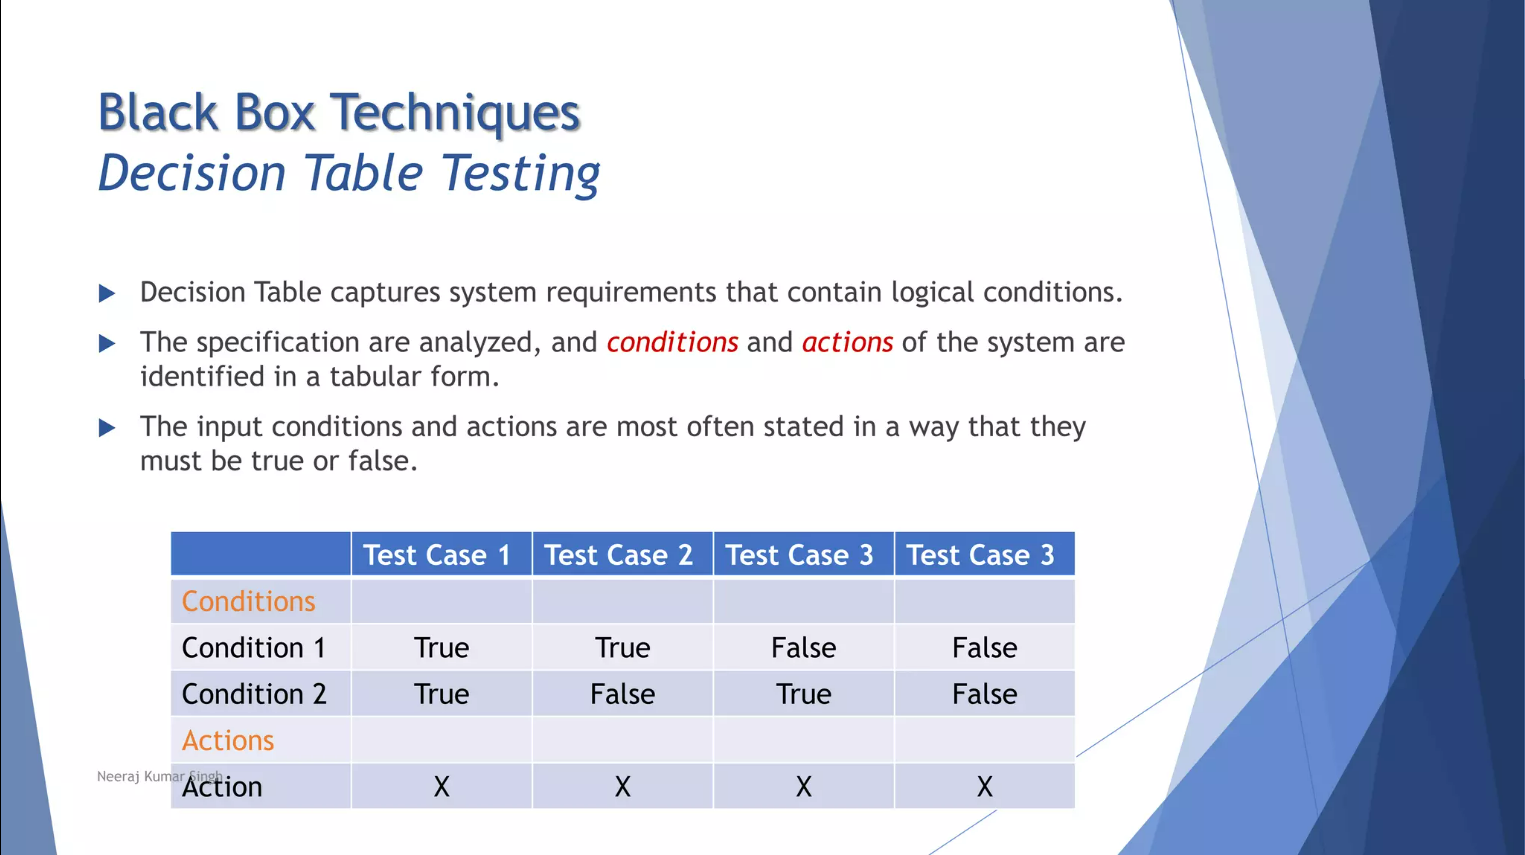 Black Box Techniques
Decision Table Testing
Decision Table captures system requirements that contain logical conditions.
The specification are analyzed, and conditions and actions of the system are
identified in a tabular form.
The input conditions and actions are most often stated in a way that they
must be true or false.
Test Case 1 Test Case 2 Test Case 3 Test Case 3
Conditions
Condition 1 True True False False
Condition 2 True False True False
Actions
Neeraj Kumar Singh
Action X X X X